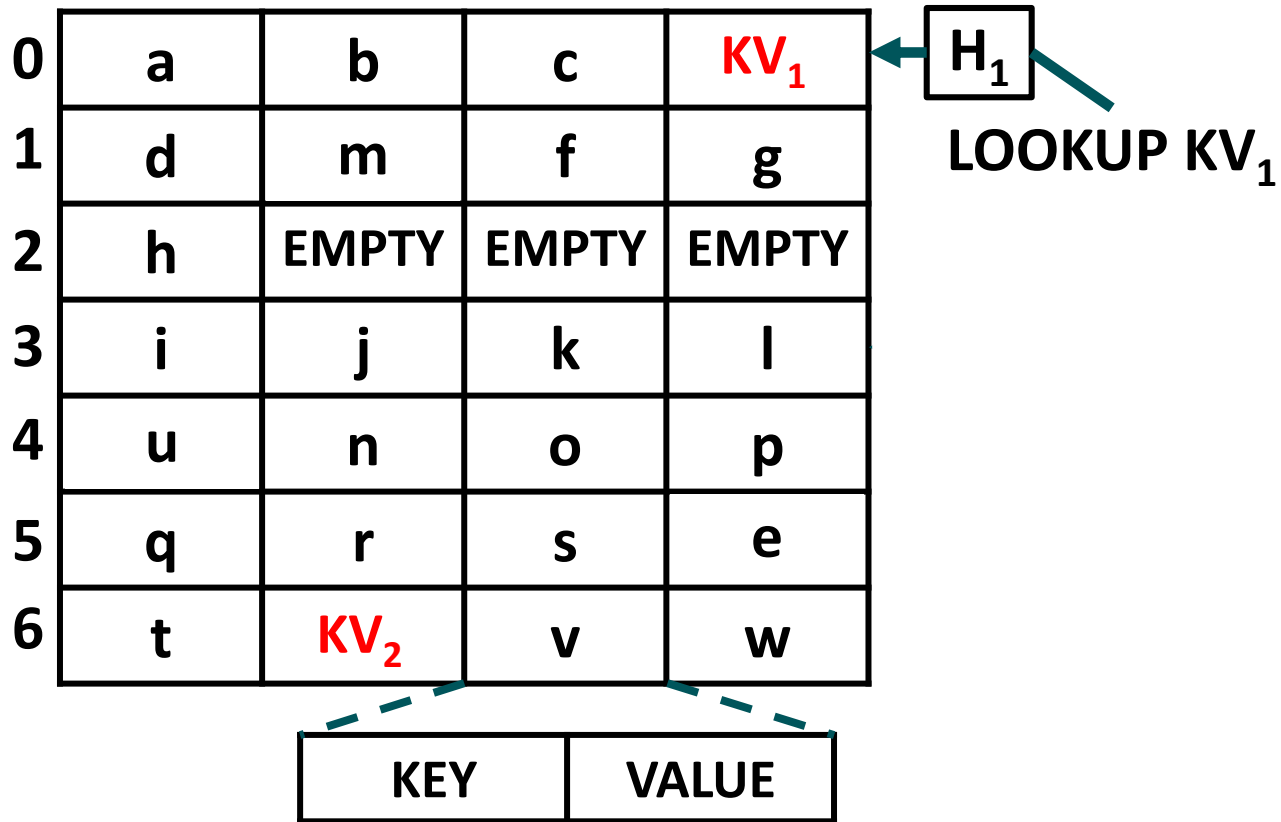 0 a b c KV₁ H₁
1 d m f g LOOKUP KV₁
2 h EMPTY EMPTY EMPTY
3 i j k l
4 u n o p
5 q r s e
6 t KV₂ v w
KEY VALUE